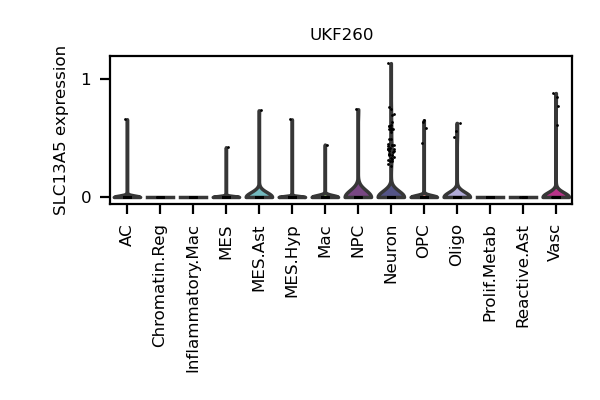 UKF260
SLC13A5 expression
1
0
AC
Chromatin.Reg
Inflammatory.Mac
MES
MES.Ast
MES.Hyp
Mac
NPC
Neuron
OPC
Oligo
Prolif.Metab
Reactive.Ast
Vasc